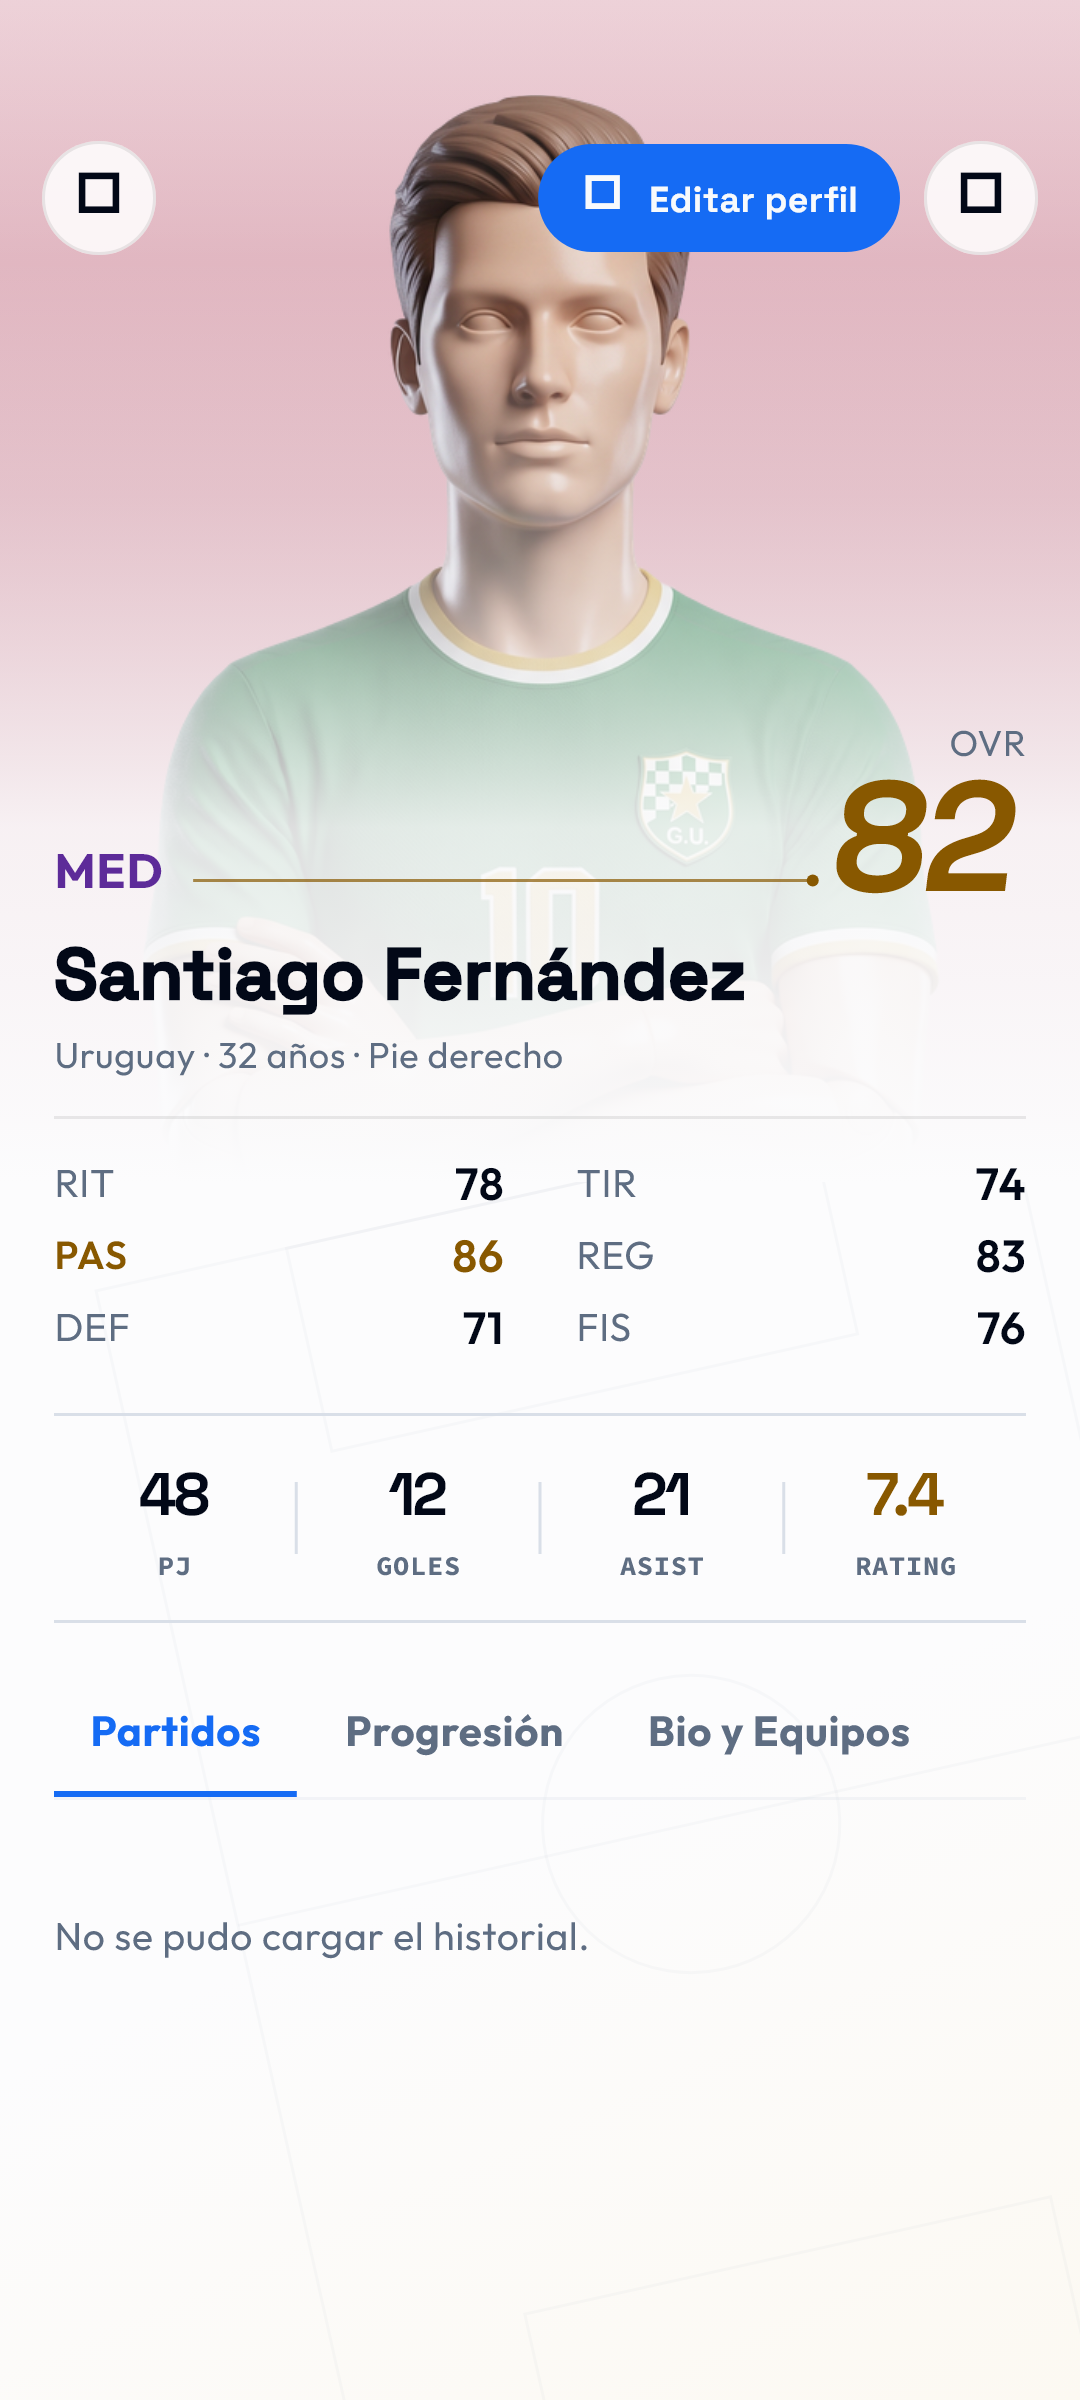 Editar perfil
OVR
82
MED
G.U.
10
Santiago Fernández
Uruguay · 32 años · Pie derecho
RIT 78 TIR 74
PAS 86 REG 83
DEF 71 FIS 76
48 12 21 7.4
PJ GOLES ASIST RATING
Partidos Progresión Bio y Equipos
No se pudo cargar el historial.